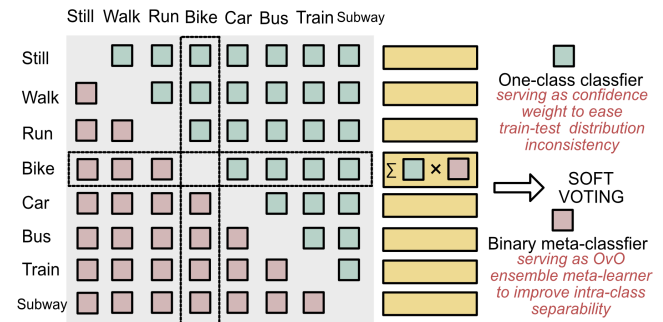 Still Walk Run Bike Car Bus Train Subway
Still
Walk
Run
Bike
Car
Bus
Train
Subway
Σ × 
One-class classfier
serving as confidence
weight to ease
train-test distribution
inconsistency
SOFT
VOTING
Binary meta-classfier
serving as OvO
ensemble meta-learner
to improve intra-class
separability